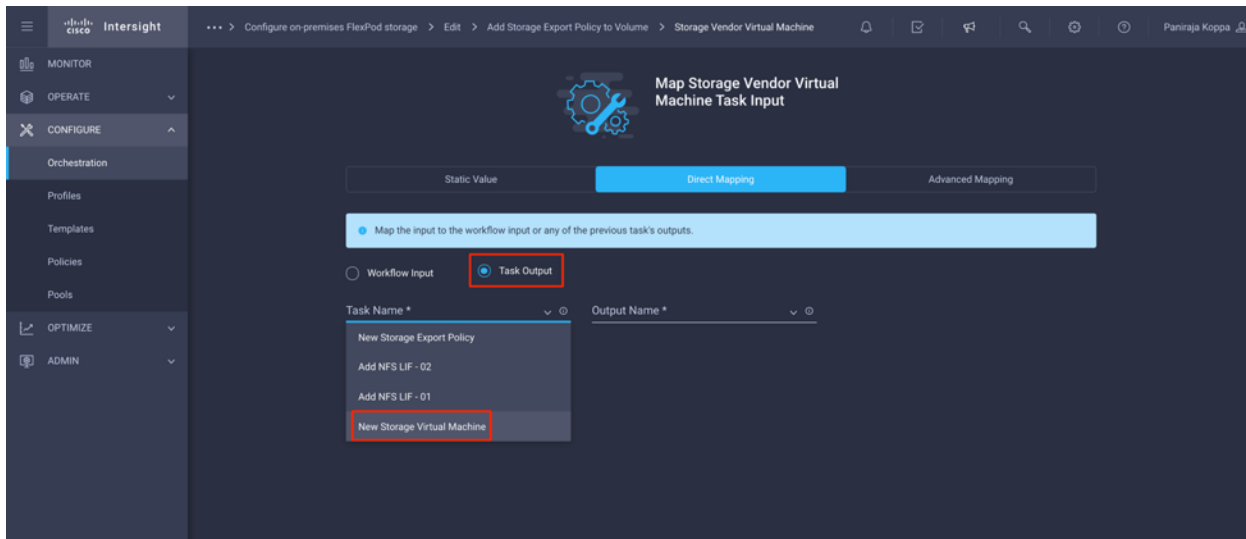 cisco Intersight
••• > Configure on-premises FlexPod storage > Edit > Add Storage Export Policy to Volume > Storage Vendor Virtual Machine
Paniraja Koppa
MONITOR
OPERATE
CONFIGURE
Orchestration
Profiles
Templates
Policies
Pools
OPTIMIZE
ADMIN
Map Storage Vendor Virtual
Machine Task Input
Static Value
Direct Mapping
Advanced Mapping
Map the input to the workflow input or any of the previous task's outputs.
Workflow Input
Task Output
Task Name *
Output Name *
New Storage Export Policy
Add NFS LIF - 02
Add NFS LIF - 01
New Storage Virtual Machine